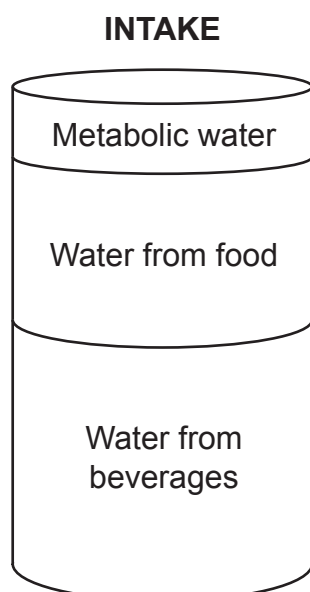 INTAKE
Metabolic water
Water from food
Water from
beverages